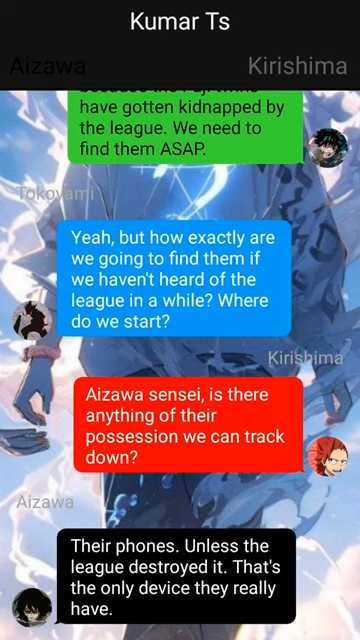 Kumar Ts
Aizawa
Kirishima
have gotten kidnapped by
the league. We need to
find them ASAP.
Tokoyami
Yeah, but how exactly are
we going to find them if
we haven't heard of the
league in a while? Where
do we start?
Kirishima
Aizawa sensei, is there
anything of their
possession we can track
down?
Aizawa
Their phones. Unless the
league destroyed it. That's
the only device they really
have.